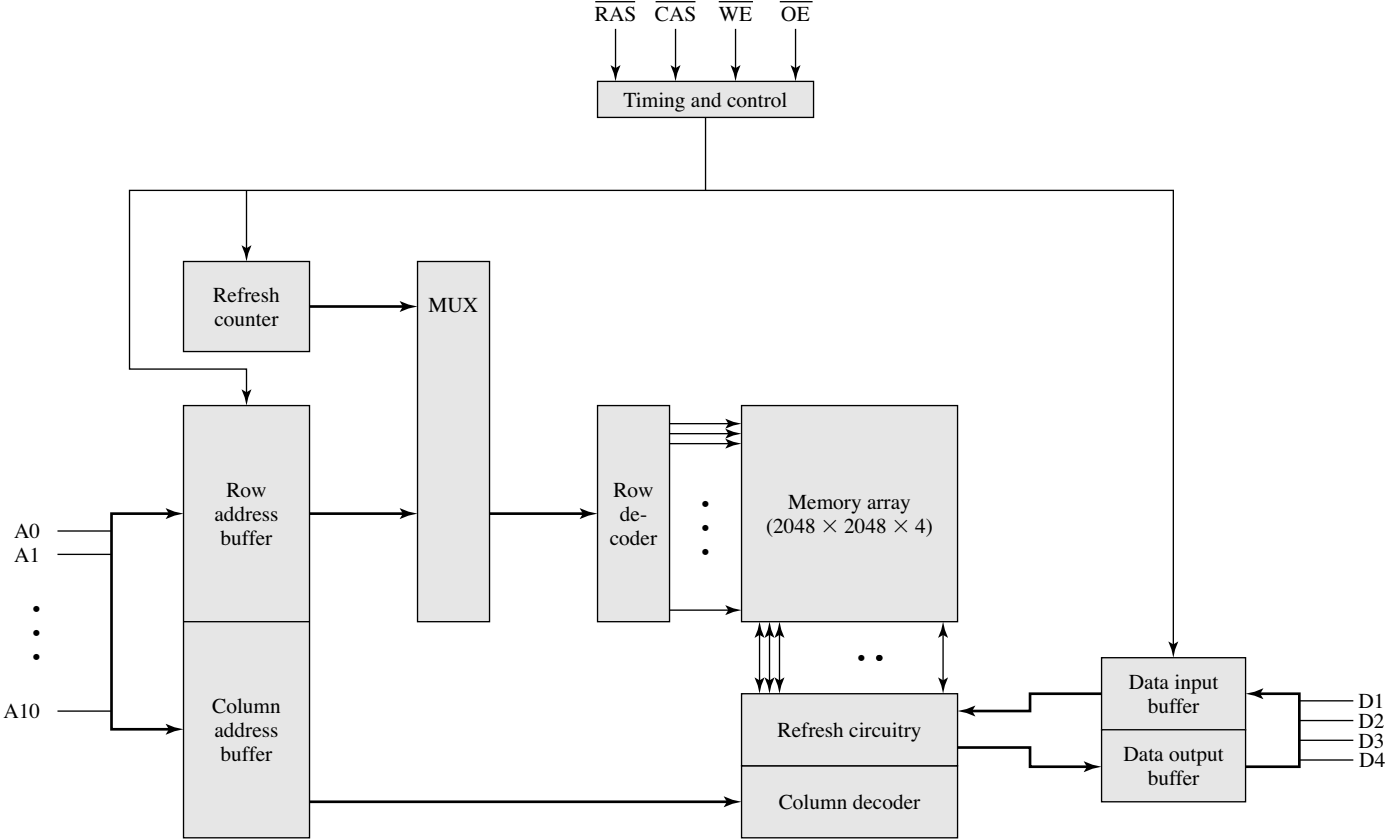 RAS CAS WE OE
Timing and control
Refresh
counter
MUX
Row
address
buffer
Row
de-
coder
Memory array
(2048 × 2048 × 4)
A0
A1
A10
Column
address
buffer
Refresh circuitry
Column decoder
Data input
buffer
Data output
buffer
D1
D2
D3
D4